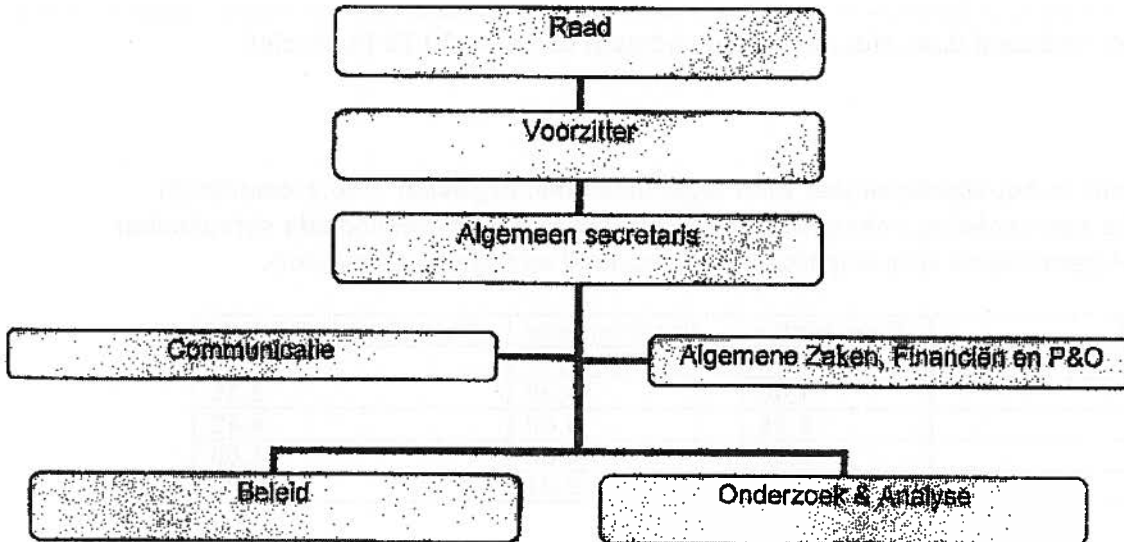 Raad
Voorzitter
Algemeen secretaris
Communicatie
Algemene Zaken, Financiën en P&O
Beleid
Onderzoek & Analyse